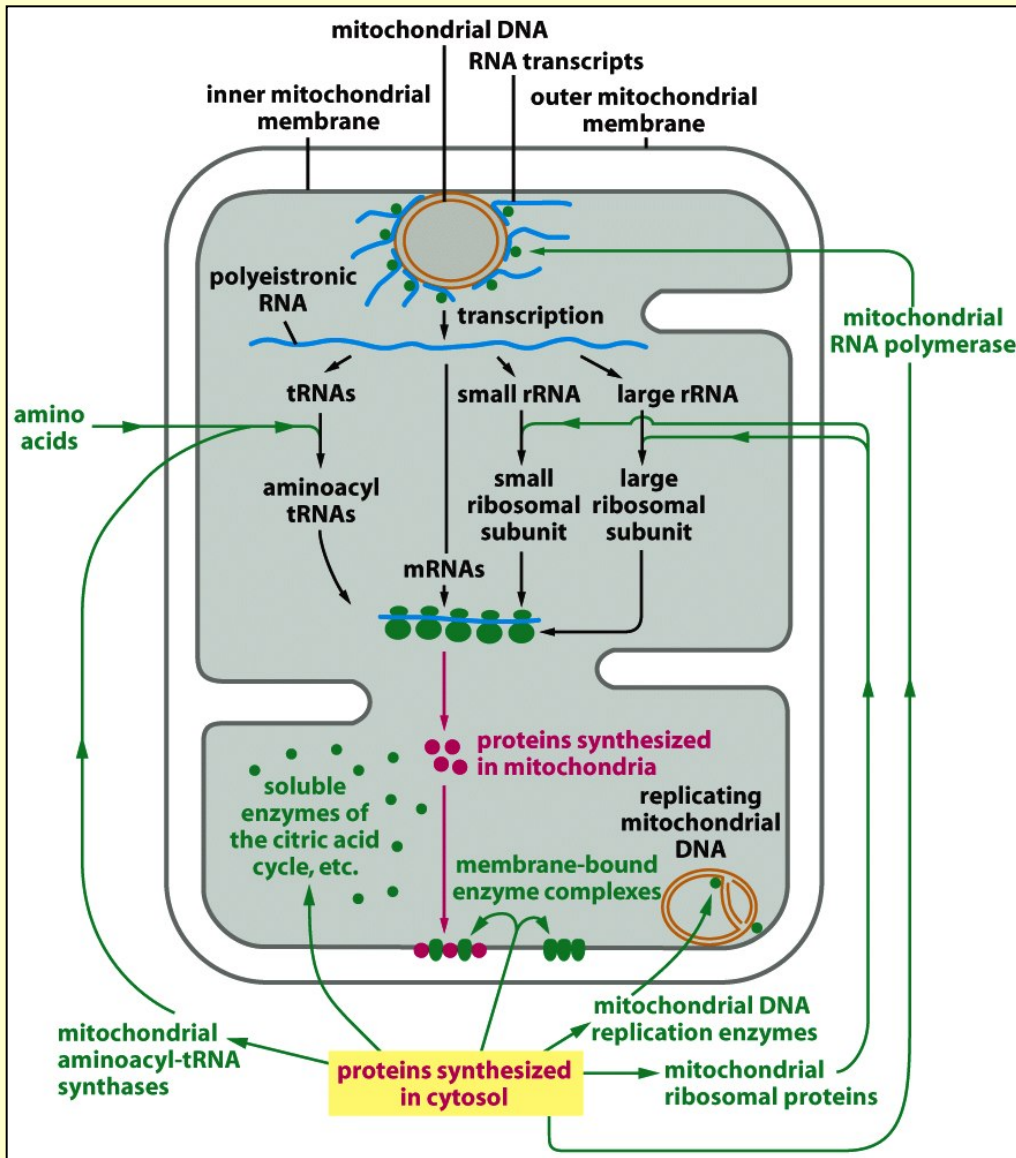 mitochondrial DNA
RNA transcripts
inner mitochondrial
membrane
outer mitochondrial
membrane
polyeistronic
RNA
transcription
mitochondrial
RNA polymerase
tRNAs
small rRNA
large rRNA
amino
acids
aminoacyl
tRNAs
small
ribosomal
subunit
large
ribosomal
subunit
mRNAs
proteins synthesized
in mitochondria
soluble
enzymes of
the citric acid
cycle, etc.
replicating
mitochondrial
DNA
membrane-bound
enzyme complexes
mitochondrial
aminoacyl-tRNA
synthases
proteins synthesized
in cytosol
mitochondrial DNA
replication enzymes
mitochondrial
ribosomal proteins